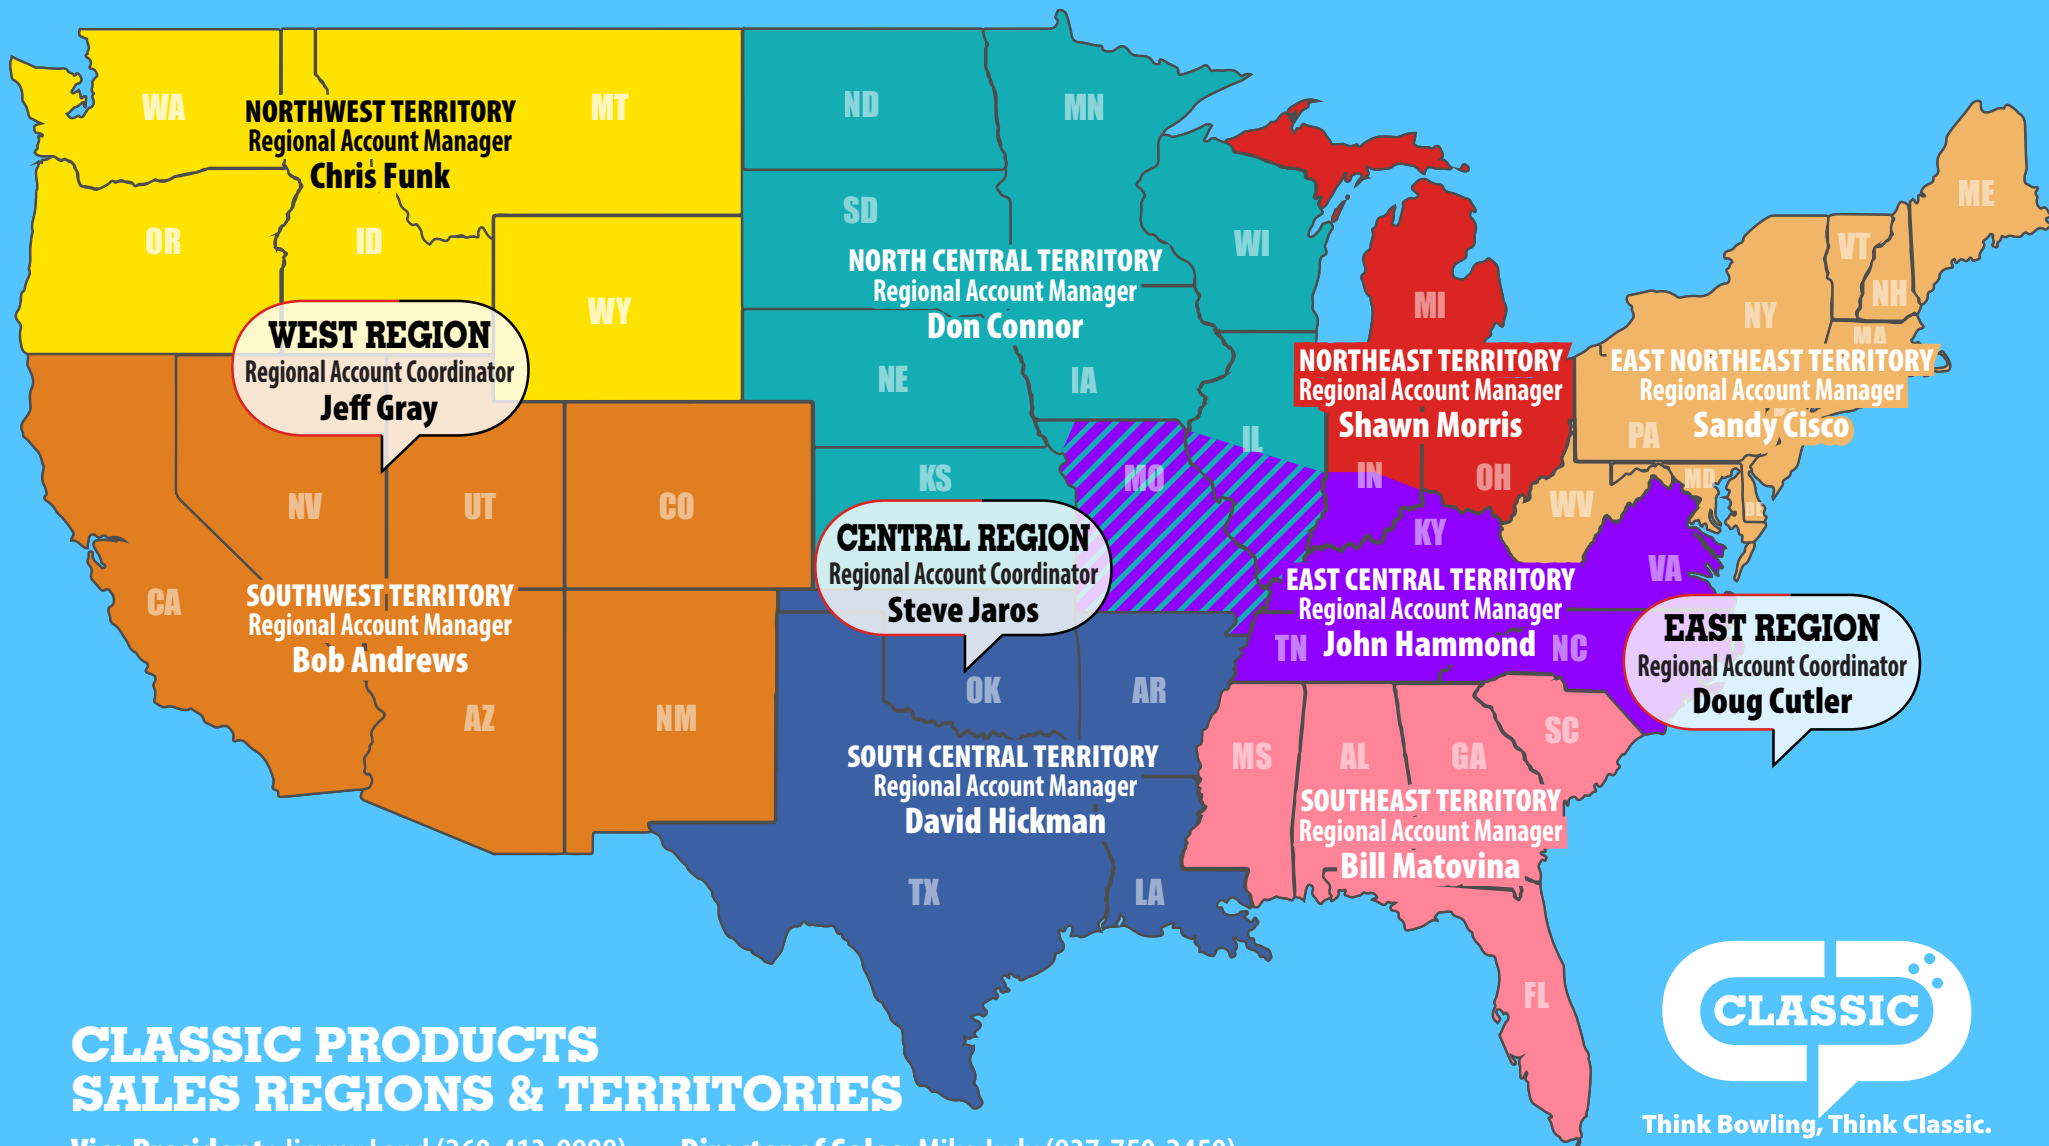 WA
MT
ND
MN
NORTHWEST TERRITORY
Regional Account Manager
Chris Funk
OR
ID
WY
SD
WI
NORTH CENTRAL TERRITORY
Regional Account Manager
Don Connor
NE
IA
IL
KS
MO
MI
ME
VT
NH
NY
MA
NORTHEAST TERRITORY
Regional Account Manager
Shawn Morris
EAST NORTHEAST TERRITORY
Regional Account Manager
Sandy Cisco
PA
IN
OH
WV
MD
DE
WEST REGION
Regional Account Coordinator
Jeff Gray
NV
UT
CO
CA
CENTRAL REGION
Regional Account Coordinator
Steve Jaros
KY
VA
EAST CENTRAL TERRITORY
Regional Account Manager
John Hammond
TN
NC
EAST REGION
Regional Account Coordinator
Doug Cutler
SOUTHWEST TERRITORY
Regional Account Manager
Bob Andrews
AZ
NM
OK
AR
SOUTH CENTRAL TERRITORY
Regional Account Manager
David Hickman
TX
LA
MS
AL
GA
SC
SOUTHEAST TERRITORY
Regional Account Manager
Bill Matovina
FL
CLASSIC PRODUCTS
SALES REGIONS & TERRITORIES
CLASSIC
Think Bowling, Think Classic.